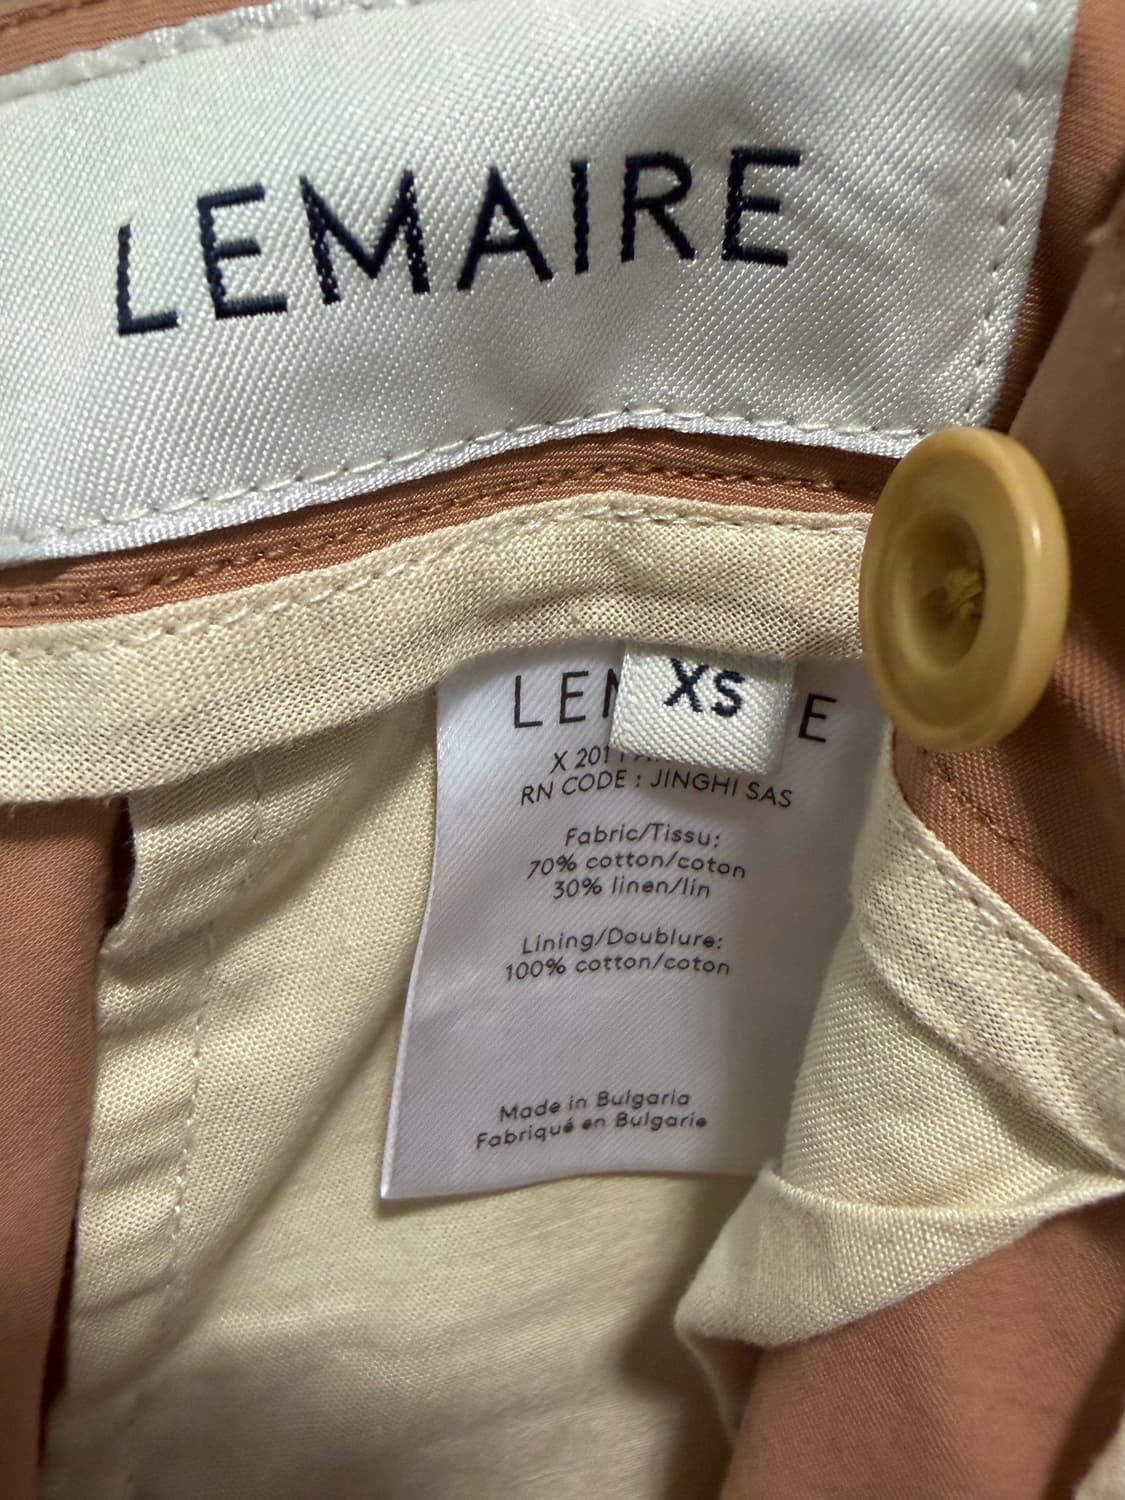 LEMAIRE
XS
LEM E
X 201
RN CODE : JINGHI SAS
Fabric/Tissu:
70% cotton/coton
30% linen/lin
Lining/Doublure:
100% cotton/coton
Made in Bulgaria
Fabriqué en Bulgarie